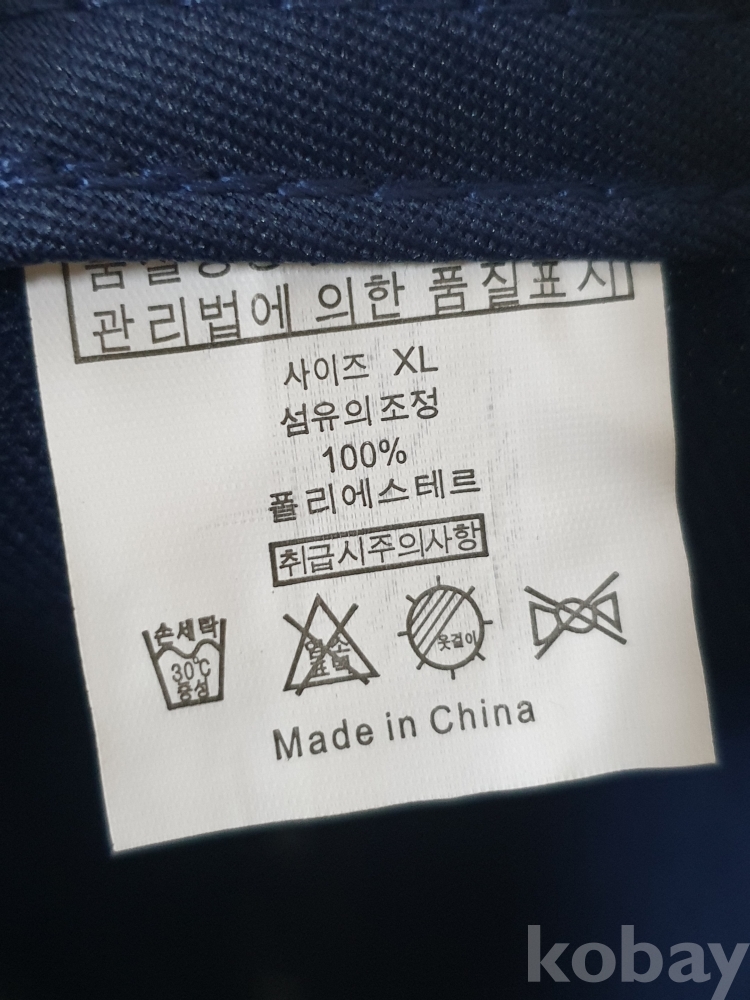 관리법에 의한 품질표시
사이즈 XL
섬유의조정
100%
폴리에스테르
취급시주의사항
손세탁
30℃
중성
염소
표백
옷걸이
Made in China
kobay